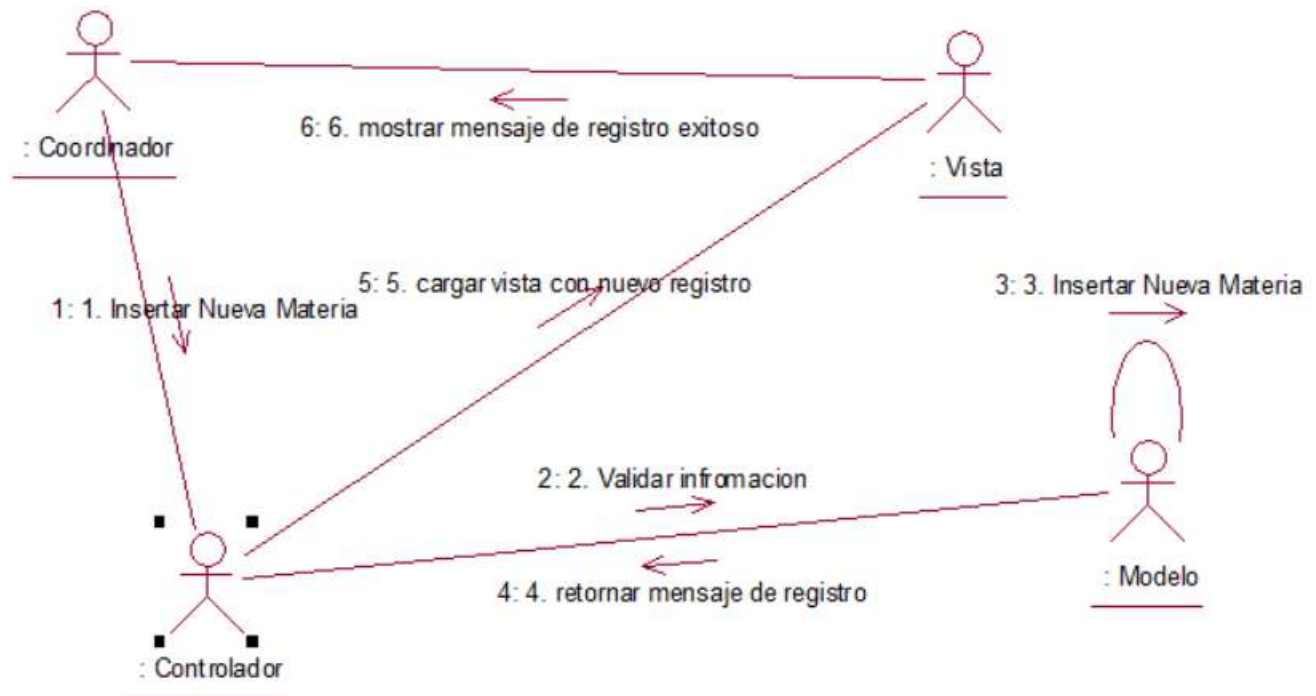 6: 6. mostrar mensaje de registro exitoso
: Coordinador
: Vista
5: 5. cargar vista con nuevo registro
3: 3. Insertar Nueva Materia
1: 1. Insertar Nueva Materia
2: 2. Validar infromacion
4: 4. retornar mensaje de registro
: Modelo
: Controlador